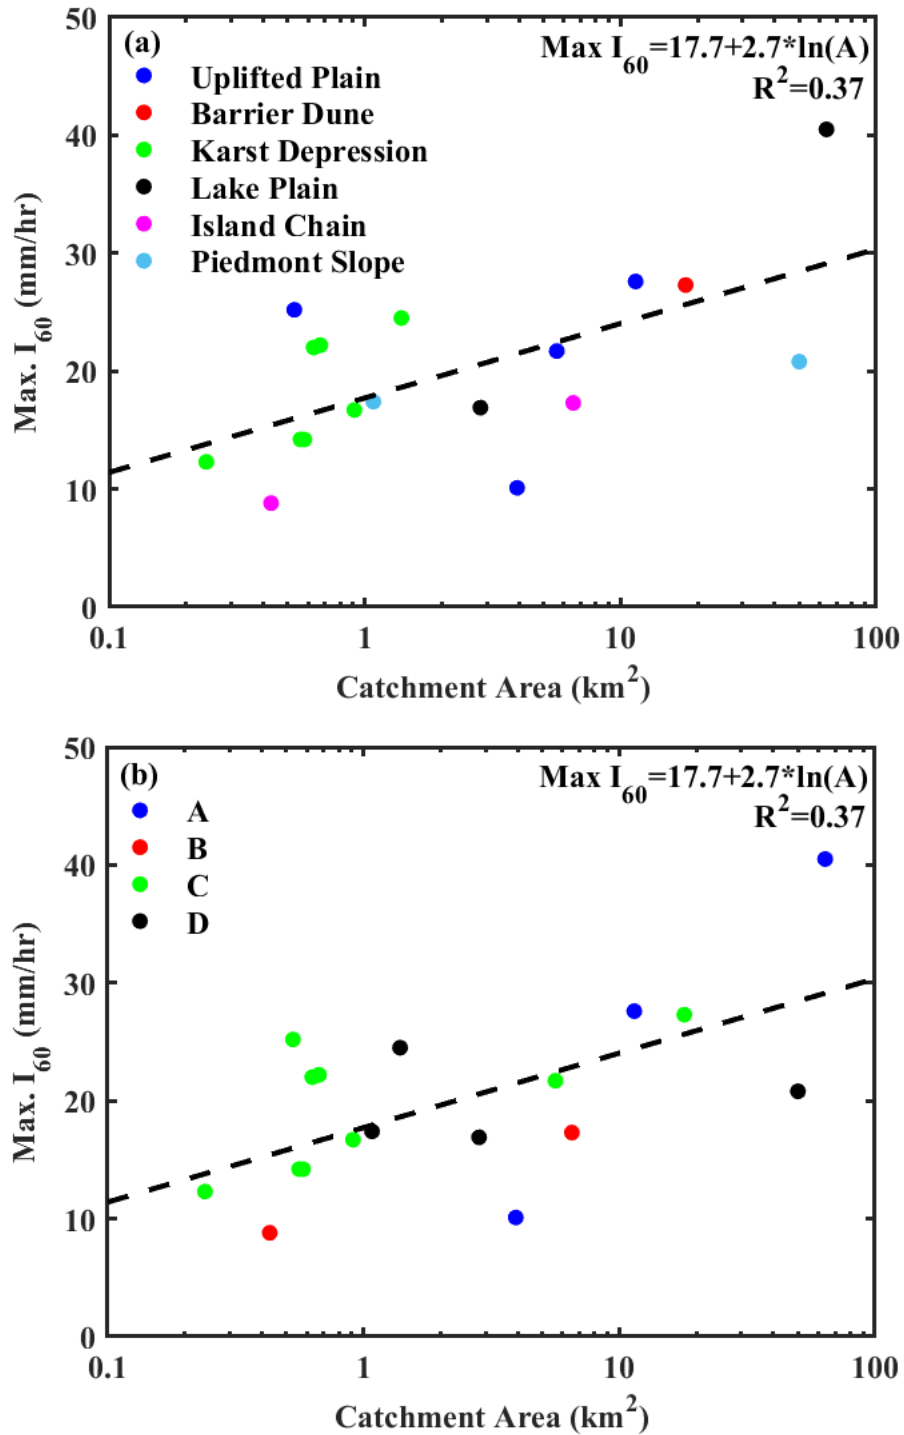 50
(a)
Max I60=17.7+2.7*ln(A)
R2=0.37
Uplifted Plain
Barrier Dune
Karst Depression
Lake Plain
Island Chain
Piedmont Slope
40
30
20
10
0
Max. I60 (mm/hr)
0.1 1 10 100
Catchment Area (km2)
50
(b)
Max I60=17.7+2.7*ln(A)
R2=0.37
A
B
C
D
40
30
20
10
0
Max. I60 (mm/hr)
0.1 1 10 100
Catchment Area (km2)